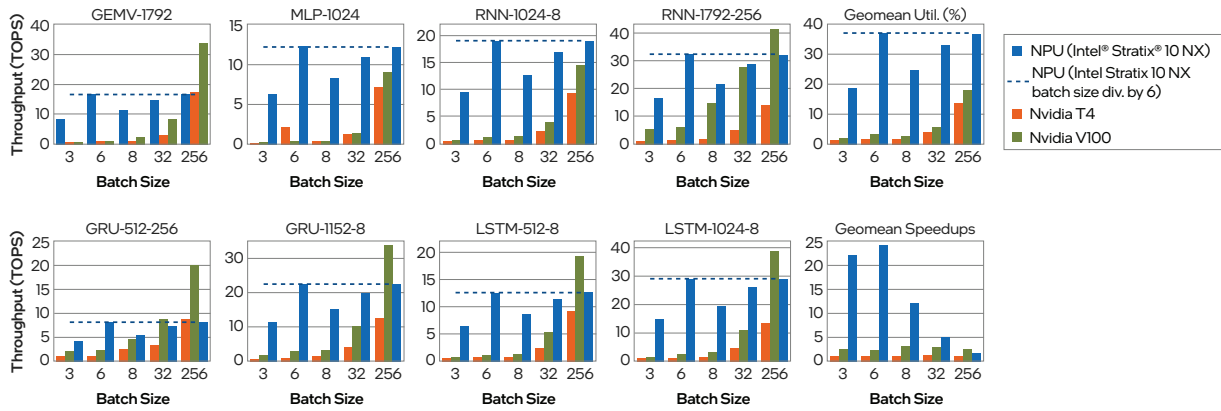 GEMV-1792
MLP-1024
RNN-1024-8
RNN-1792-256
Geomean Util. (%)
Throughput (TOPS)
40
30
20
10
0
15
10
5
0
20
15
10
5
0
40
30
20
10
0
40
30
20
10
0
3 6 8 32 256
3 6 8 32 256
3 6 8 32 256
3 6 8 32 256
3 6 8 32 256
Batch Size
Batch Size
Batch Size
Batch Size
Batch Size
NPU (Intel® Stratix® 10 NX)
NPU (Intel Stratix 10 NX
batch size div. by 6)
Nvidia T4
Nvidia V100
GRU-512-256
GRU-1152-8
LSTM-512-8
LSTM-1024-8
Geomean Speedups
Throughput (TOPS)
25
20
15
10
5
0
30
20
10
0
20
15
10
5
0
40
30
20
10
0
25
20
15
10
5
0
3 6 8 32 256
3 6 8 32 256
3 6 8 32 256
3 6 8 32 256
3 6 8 32 256
Batch Size
Batch Size
Batch Size
Batch Size
Batch Size